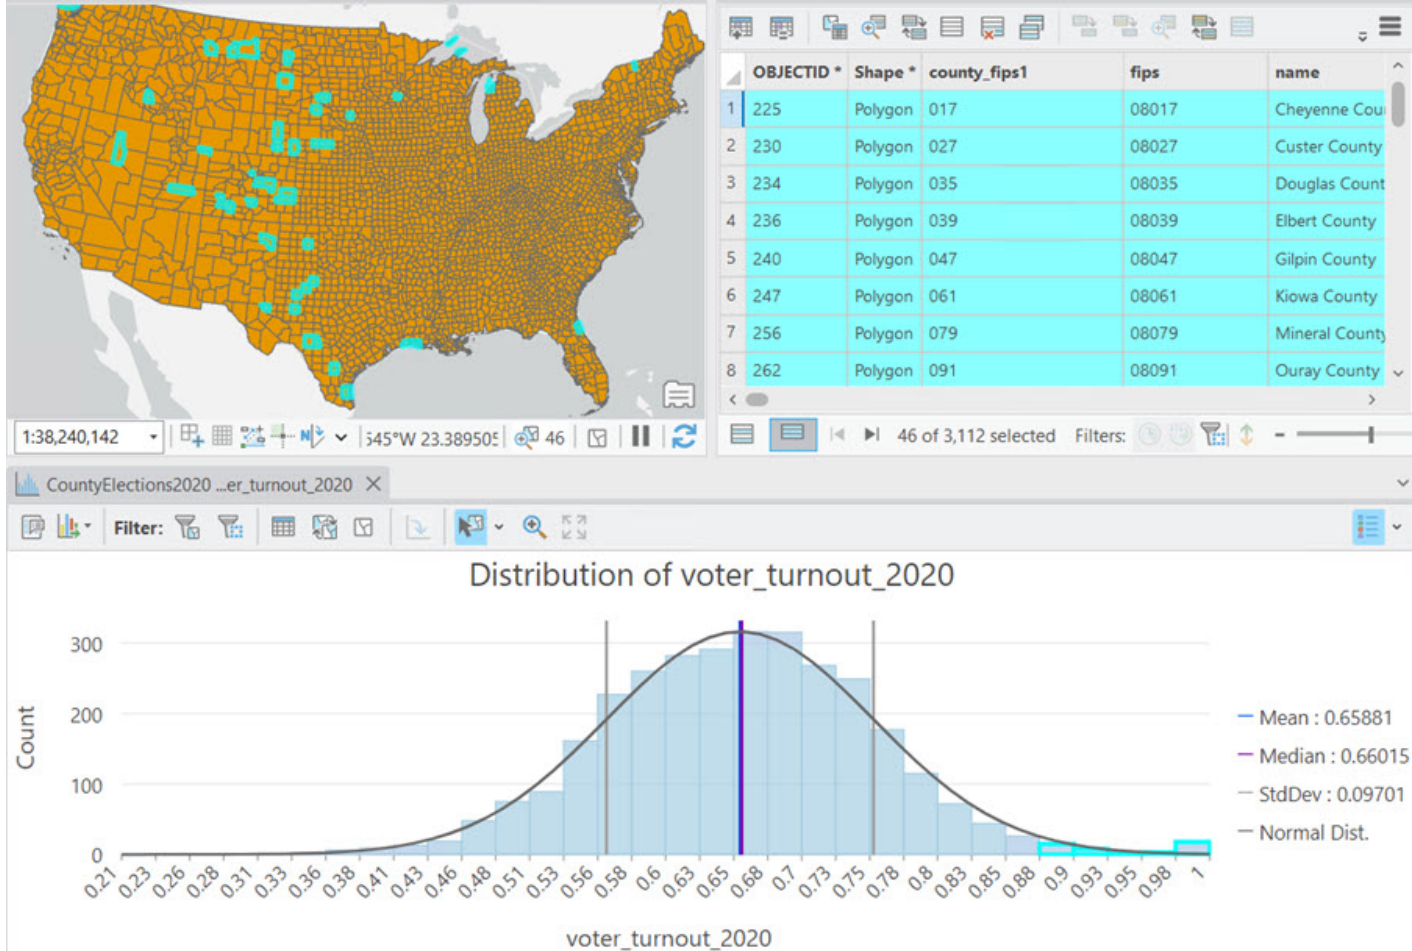 OBJECTID * Shape * county_fips1 fips name
1 225 Polygon 017 08017 Cheyenne Cou
2 230 Polygon 027 08027 Custer County
3 234 Polygon 035 08035 Douglas Count
4 236 Polygon 039 08039 Elbert County
5 240 Polygon 047 08047 Gilpin County
6 247 Polygon 061 08061 Kiowa County
7 256 Polygon 079 08079 Mineral County
8 262 Polygon 091 08091 Ouray County
1:38,240,142 545°W 23.389505 46
46 of 3,112 selected Filters:
CountyElections2020 ...er_turnout_2020
Filter:
Distribution of voter_turnout_2020
Count
300
200
100
0
0.21 0.23 0.26 0.28 0.31 0.33 0.36 0.38 0.41 0.43 0.46 0.48 0.51 0.53 0.56 0.58 0.6 0.63 0.65 0.68 0.7 0.73 0.75 0.78 0.8 0.83 0.85 0.88 0.9 0.93 0.95 0.98 1
voter_turnout_2020
Mean : 0.65881
Median : 0.66015
StdDev : 0.09701
Normal Dist.